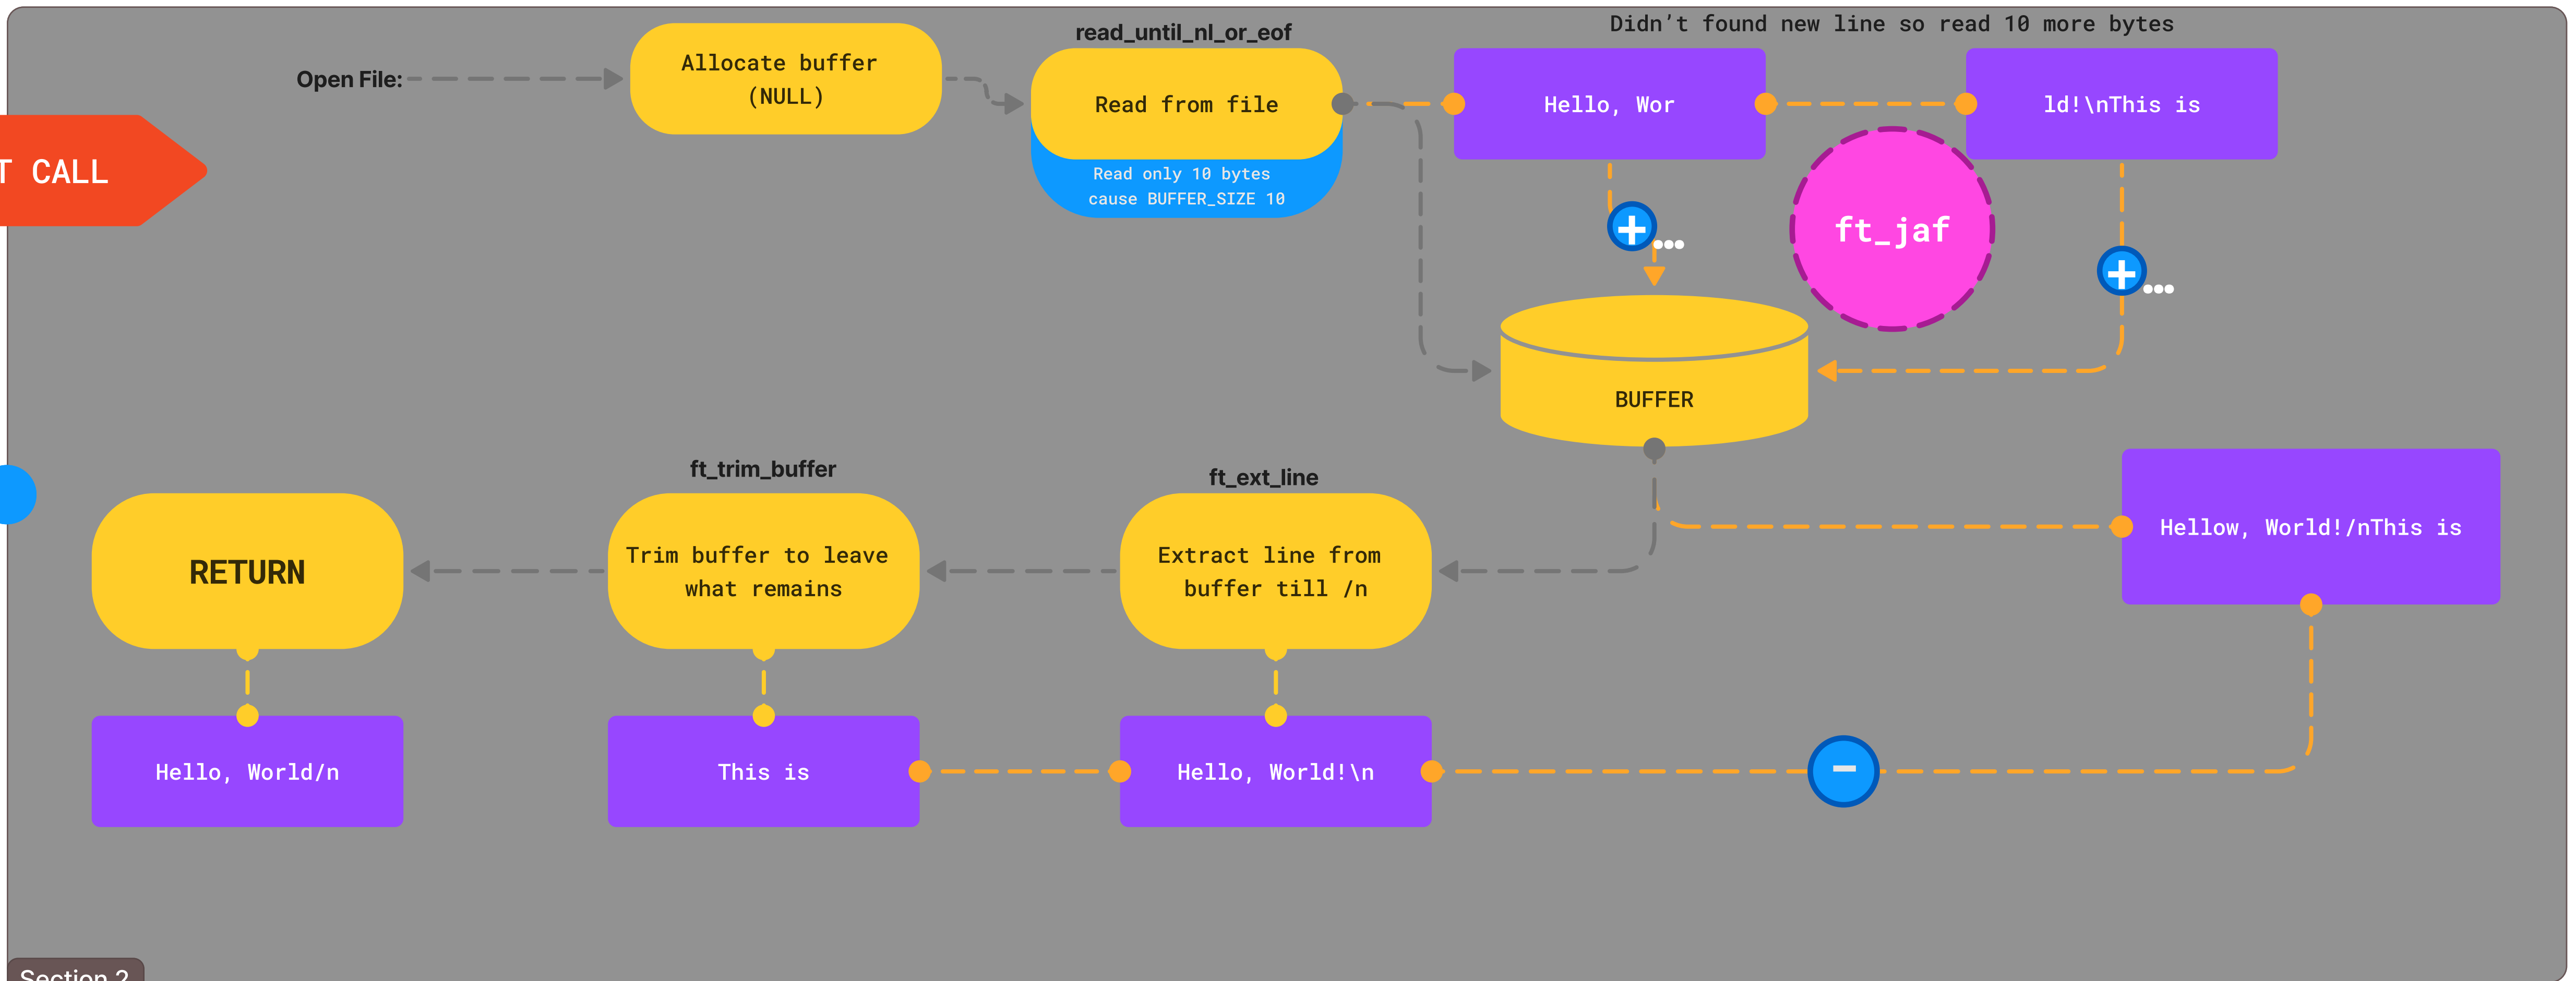 Didn’t found new line so read 10 more bytes
read_until_nl_or_eof
Open File:
Allocate buffer
(NULL)
Read from file
Hello, Wor
ld!\nThis is
Read only 10 bytes
cause BUFFER_SIZE 10
T CALL
ft_jaf
BUFFER
ft_trim_buffer
ft_ext_line
RETURN
Trim buffer to leave
what remains
Extract line from
buffer till /n
Hellow, World!/nThis is
Hello, World/n
This is
Hello, World!\n
Section 2